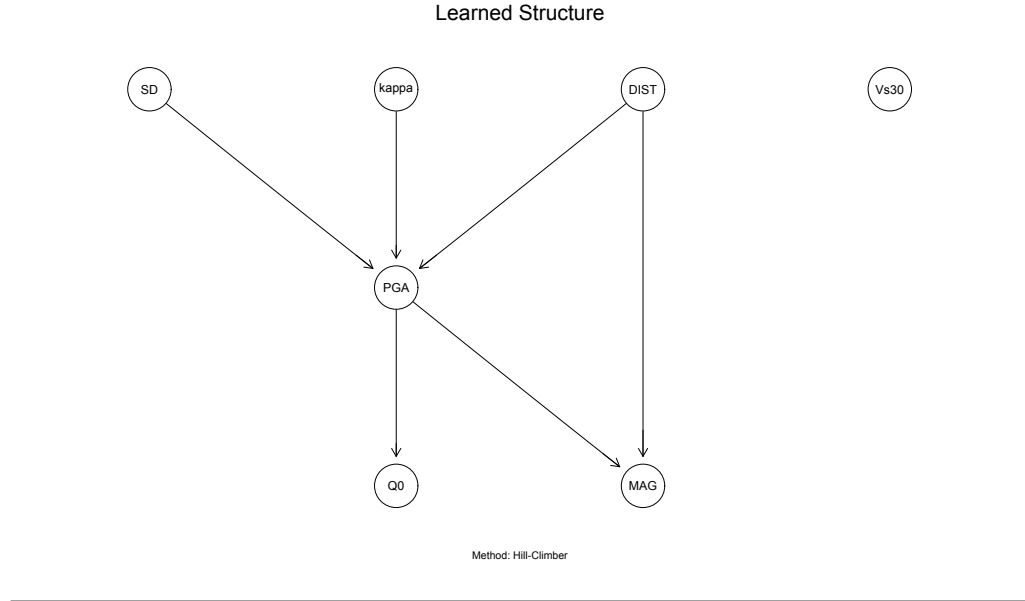 Learned Structure
SD
kappa
DIST
Vs30
PGA
Q0
MAG
Method: Hill-Climber